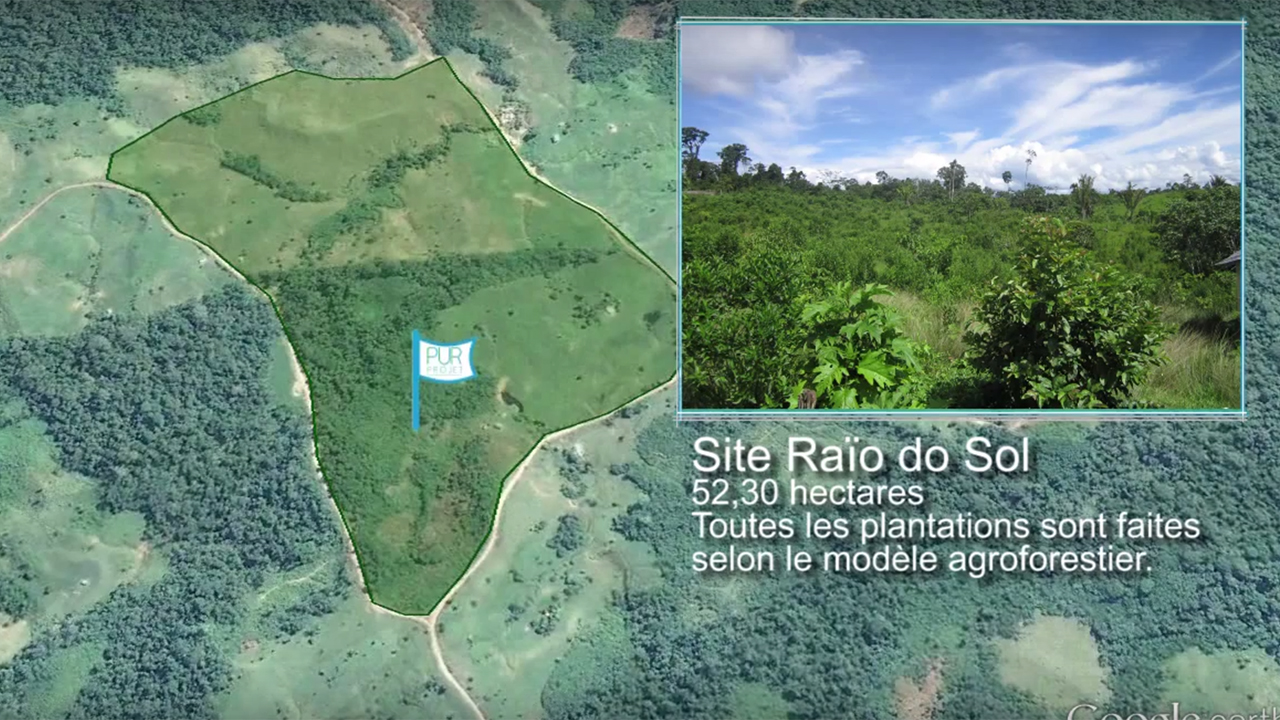 PUR
PROJET
Site Raïo do Sol
52,30 hectares
Toutes les plantations sont faites
selon le modèle agroforestier.
Google earth